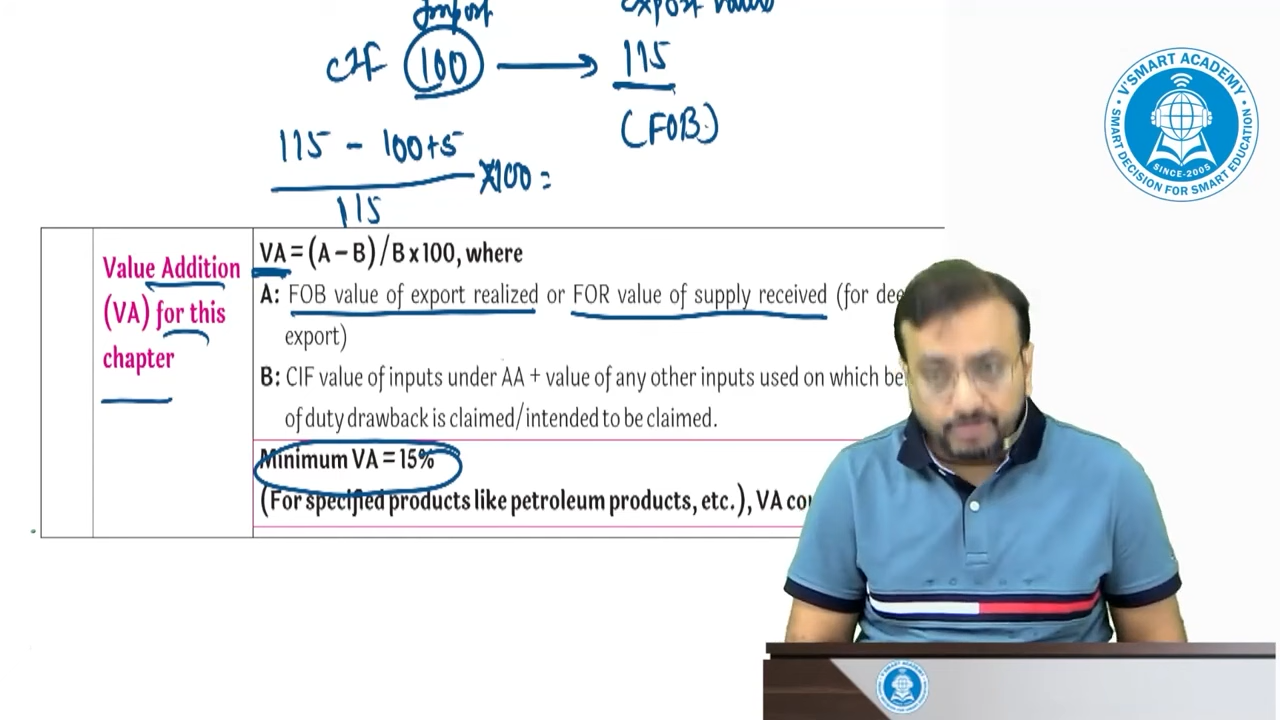 Import
export value
CIF 100 → 115
(FOB)
115 - 100+5
115
×100 =
V'SMART ACADEMY
SINCE-2005
SMART DECISION FOR SMART EDUCATION
Value Addition
(VA) for this
chapter
VA = (A – B) / B x 100, where
A: FOB value of export realized or FOR value of supply received (for
export)
B: CIF value of inputs under AA + value of any other inputs used on which
of duty drawback is claimed/intended to be claimed.
Minimum VA = 15%
(For specified products like petroleum products, etc.), VA